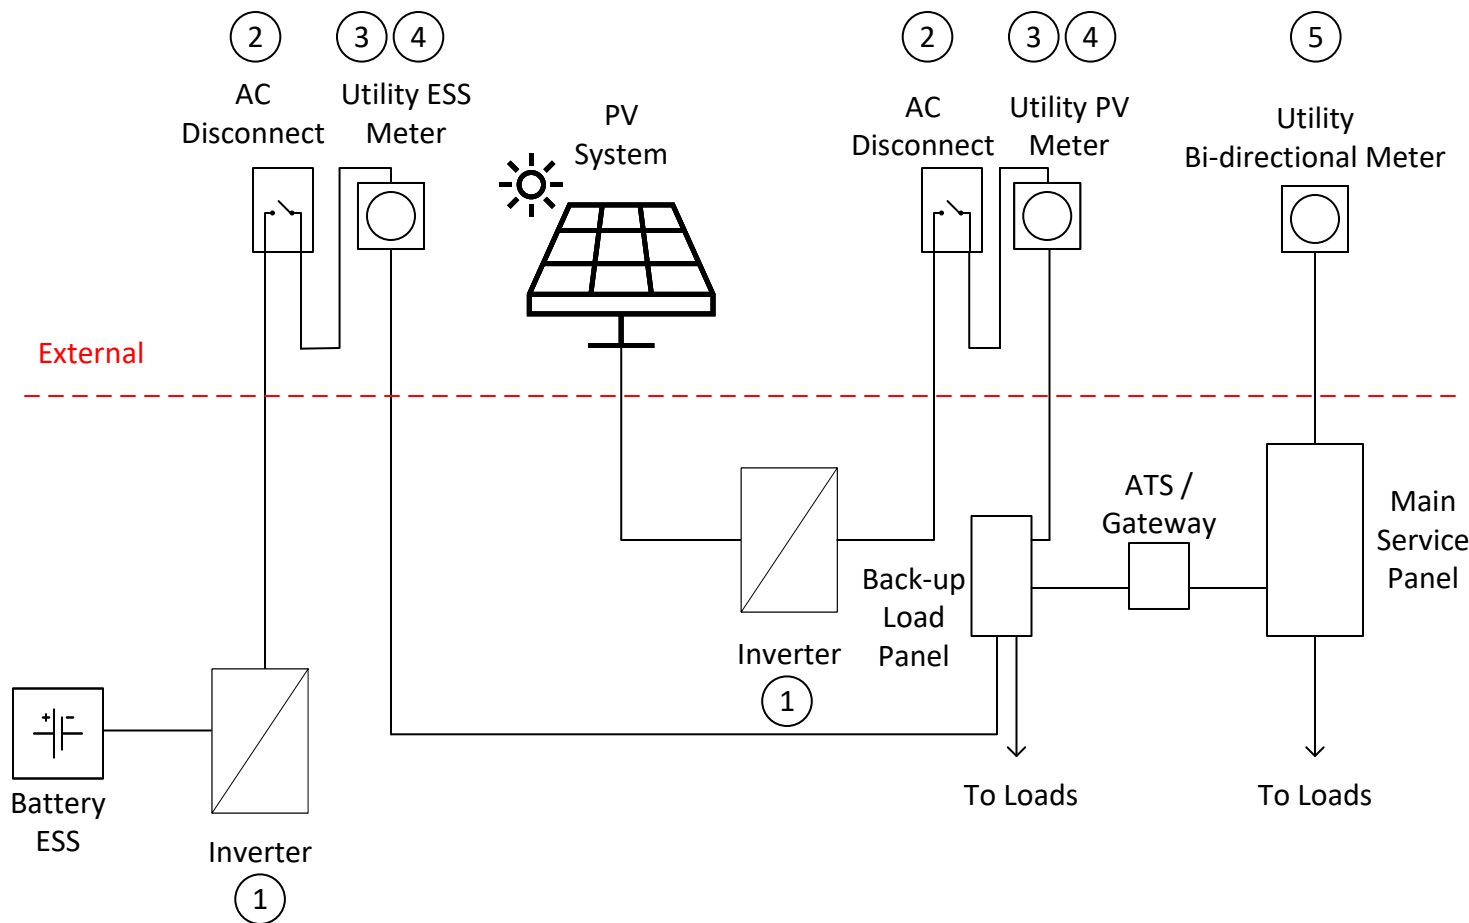 2
3
4
2
3
4
5
AC
Disconnect
Utility ESS
Meter
PV
System
AC
Disconnect
Utility PV
Meter
Utility
Bi-directional Meter
External
ATS /
Gateway
Main
Service
Panel
Back-up
Load
Panel
Inverter
1
+ -
Battery
ESS
Inverter
1
To Loads
To Loads